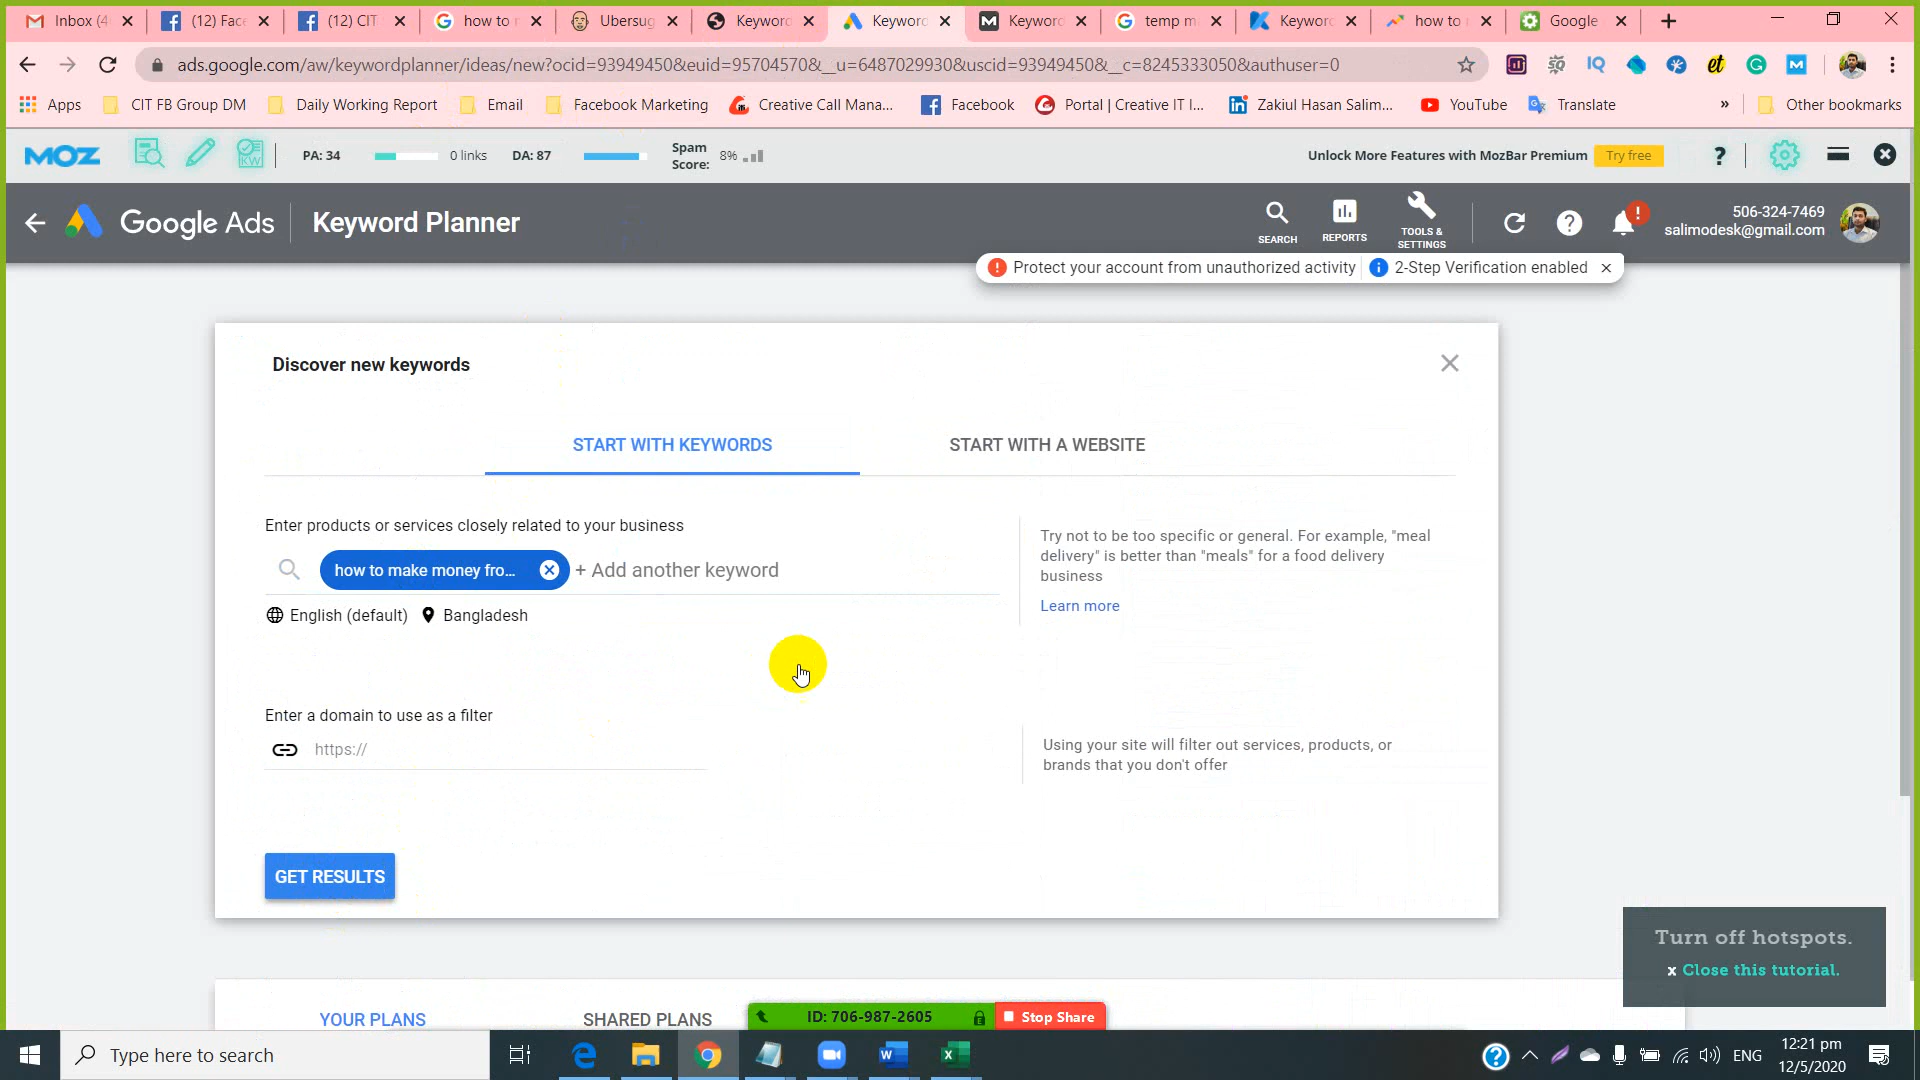 Inbox (4
(12) Fac
(12) CIT
how to r
Ubersug
Keyword
Keyword
Keyword
temp m
Keyword
how to
Google
ads.google.com/aw/keywordplanner/ideas/new?ocid=93949450&euid=95704570&__u=6487029930&uscid=93949450&__c=8245333050&authuser=0
Apps
CIT FB Group DM
Daily Working Report
Email
Facebook Marketing
Creative Call Mana...
Facebook
Portal | Creative IT I...
Zakiul Hasan Salim...
YouTube
Translate
»
Other bookmarks
MOZ
KW
PA: 34
0 links
DA: 87
Spam
Score:
8%
Unlock More Features with MozBar Premium
Try free
?
Google Ads
Keyword Planner
SEARCH
REPORTS
TOOLS &
SETTINGS
506-324-7469
salimodesk@gmail.com
Protect your account from unauthorized activity
2-Step Verification enabled
Discover new keywords
START WITH KEYWORDS
START WITH A WEBSITE
Enter products or services closely related to your business
how to make money fro...
+ Add another keyword
English (default)
Bangladesh
Try not to be too specific or general. For example, "meal
delivery" is better than "meals" for a food delivery
business
Learn more
Enter a domain to use as a filter
https://
Using your site will filter out services, products, or
brands that you don't offer
GET RESULTS
Turn off hotspots.
x Close this tutorial.
YOUR PLANS
SHARED PLANS
ID: 706-987-2605
Stop Share
Type here to search
ENG
12:21 pm
12/5/2020